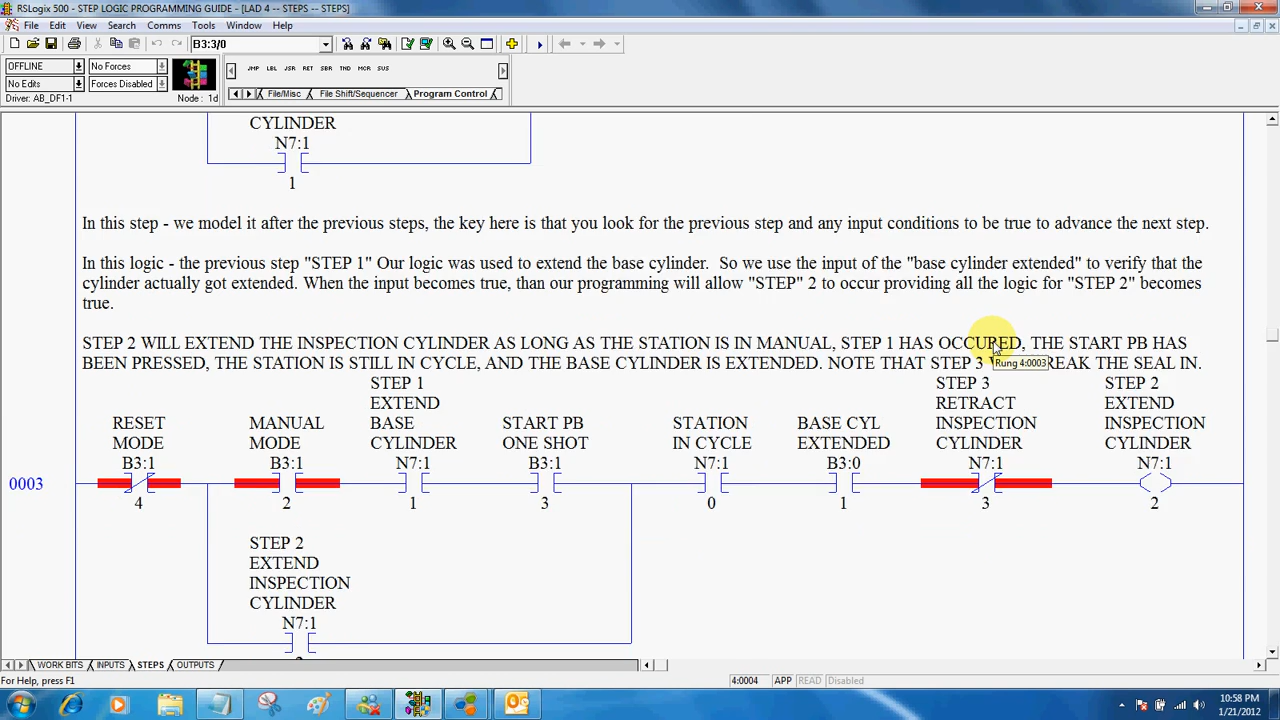 RSLogix 500 - STEP LOGIC PROGRAMMING GUIDE - [LAD 4 -- STEPS -- STEPS]
File Edit View Search Comms Tools Window Help
B3:3/0
OFFLINE No Forces
No Edits Forces Disabled
Driver: AB_DF1-1 Node : 1d
JMP LBL JSR RET SBR TND MCR SUS
File/Misc File Shift/Sequencer Program Control
CYLINDER
N7:1
1
In this step - we model it after the previous steps, the key here is that you look for the previous step and any input conditions to be true to advance the next step.
In this logic - the previous step "STEP 1" Our logic was used to extend the base cylinder. So we use the input of the "base cylinder extended" to verify that the
cylinder actually got extended. When the input becomes true, than our programming will allow "STEP" 2 to occur providing all the logic for "STEP 2" becomes
true.
STEP 2 WILL EXTEND THE INSPECTION CYLINDER AS LONG AS THE STATION IS IN MANUAL, STEP 1 HAS OCCURED, THE START PB HAS
BEEN PRESSED, THE STATION IS STILL IN CYCLE, AND THE BASE CYLINDER IS EXTENDED. NOTE THAT STEP 3 BREAK THE SEAL IN.
Rung 4:0003
STEP 1 STEP 3 STEP 2
EXTEND RETRACT EXTEND
RESET MANUAL BASE START PB STATION BASE CYL INSPECTION INSPECTION
MODE MODE CYLINDER ONE SHOT IN CYCLE EXTENDED CYLINDER CYLINDER
B3:1 B3:1 N7:1 B3:1 N7:1 B3:0 N7:1 N7:1
0003
4 2 1 3 0 1 3 2
STEP 2
EXTEND
INSPECTION
CYLINDER
N7:1
WORK BITS INPUTS STEPS OUTPUTS
For Help, press F1 4:0004 APP READ Disabled
10:58 PM
1/21/2012